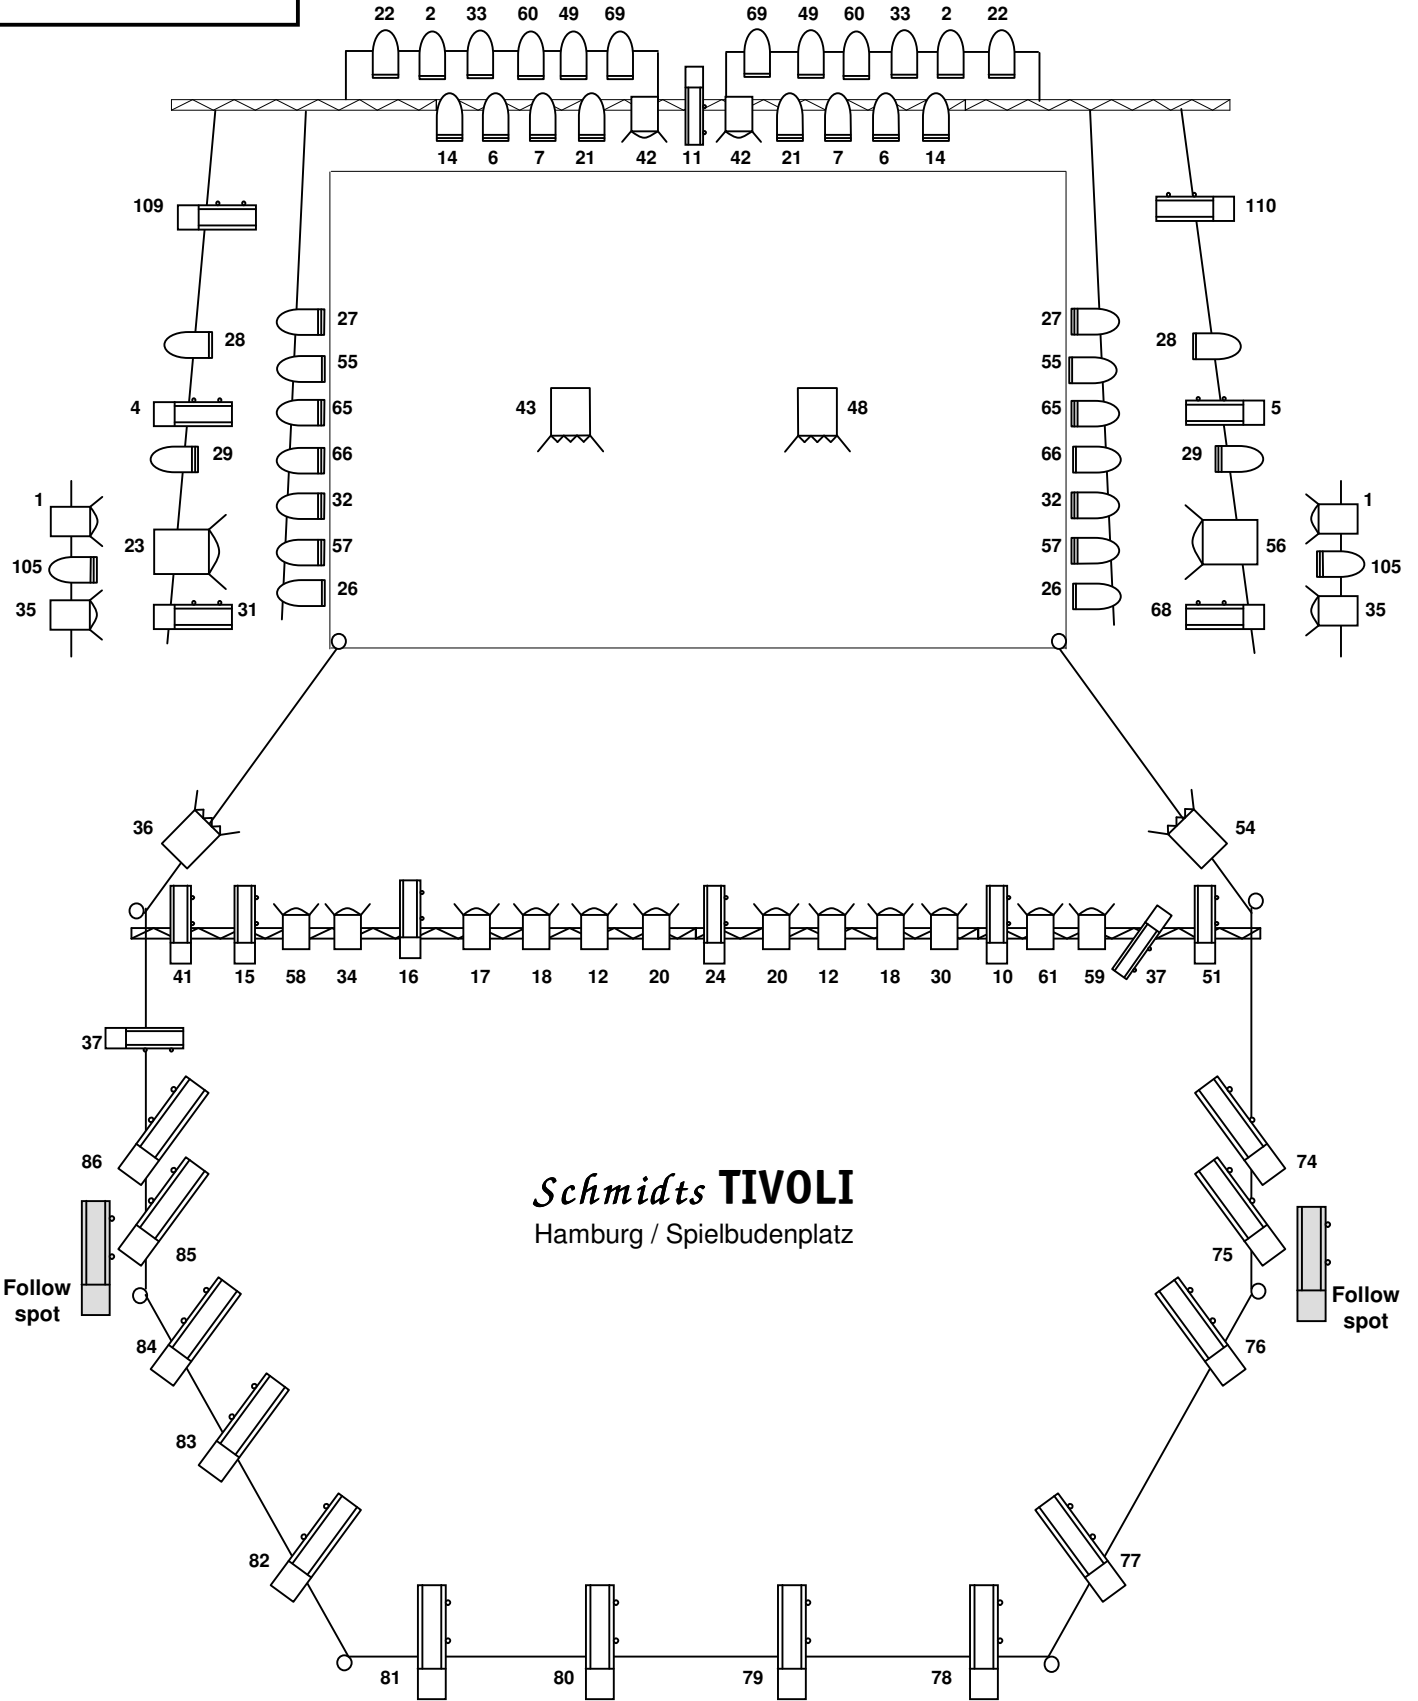 22 2 33 60 49 69 69 49 60 33 2 22
14 6 7 21 42 11 42 21 7 6 14
109 110
27 27
28 28
55 55
4 65 43 48 65 5
29 66 66 29
1 32 32 1
23 57 57 56
105 105
26 26
35 31 68 35
36 54
41 15 58 34 16 17 18 12 20 24 20 12 18 30 10 61 59 37 51
37
86 74
Schmidts TIVOLI
Hamburg / Spielbudenplatz
85 75
Follow
spot
Follow
spot
84 76
83
82 77
81 80 79 78